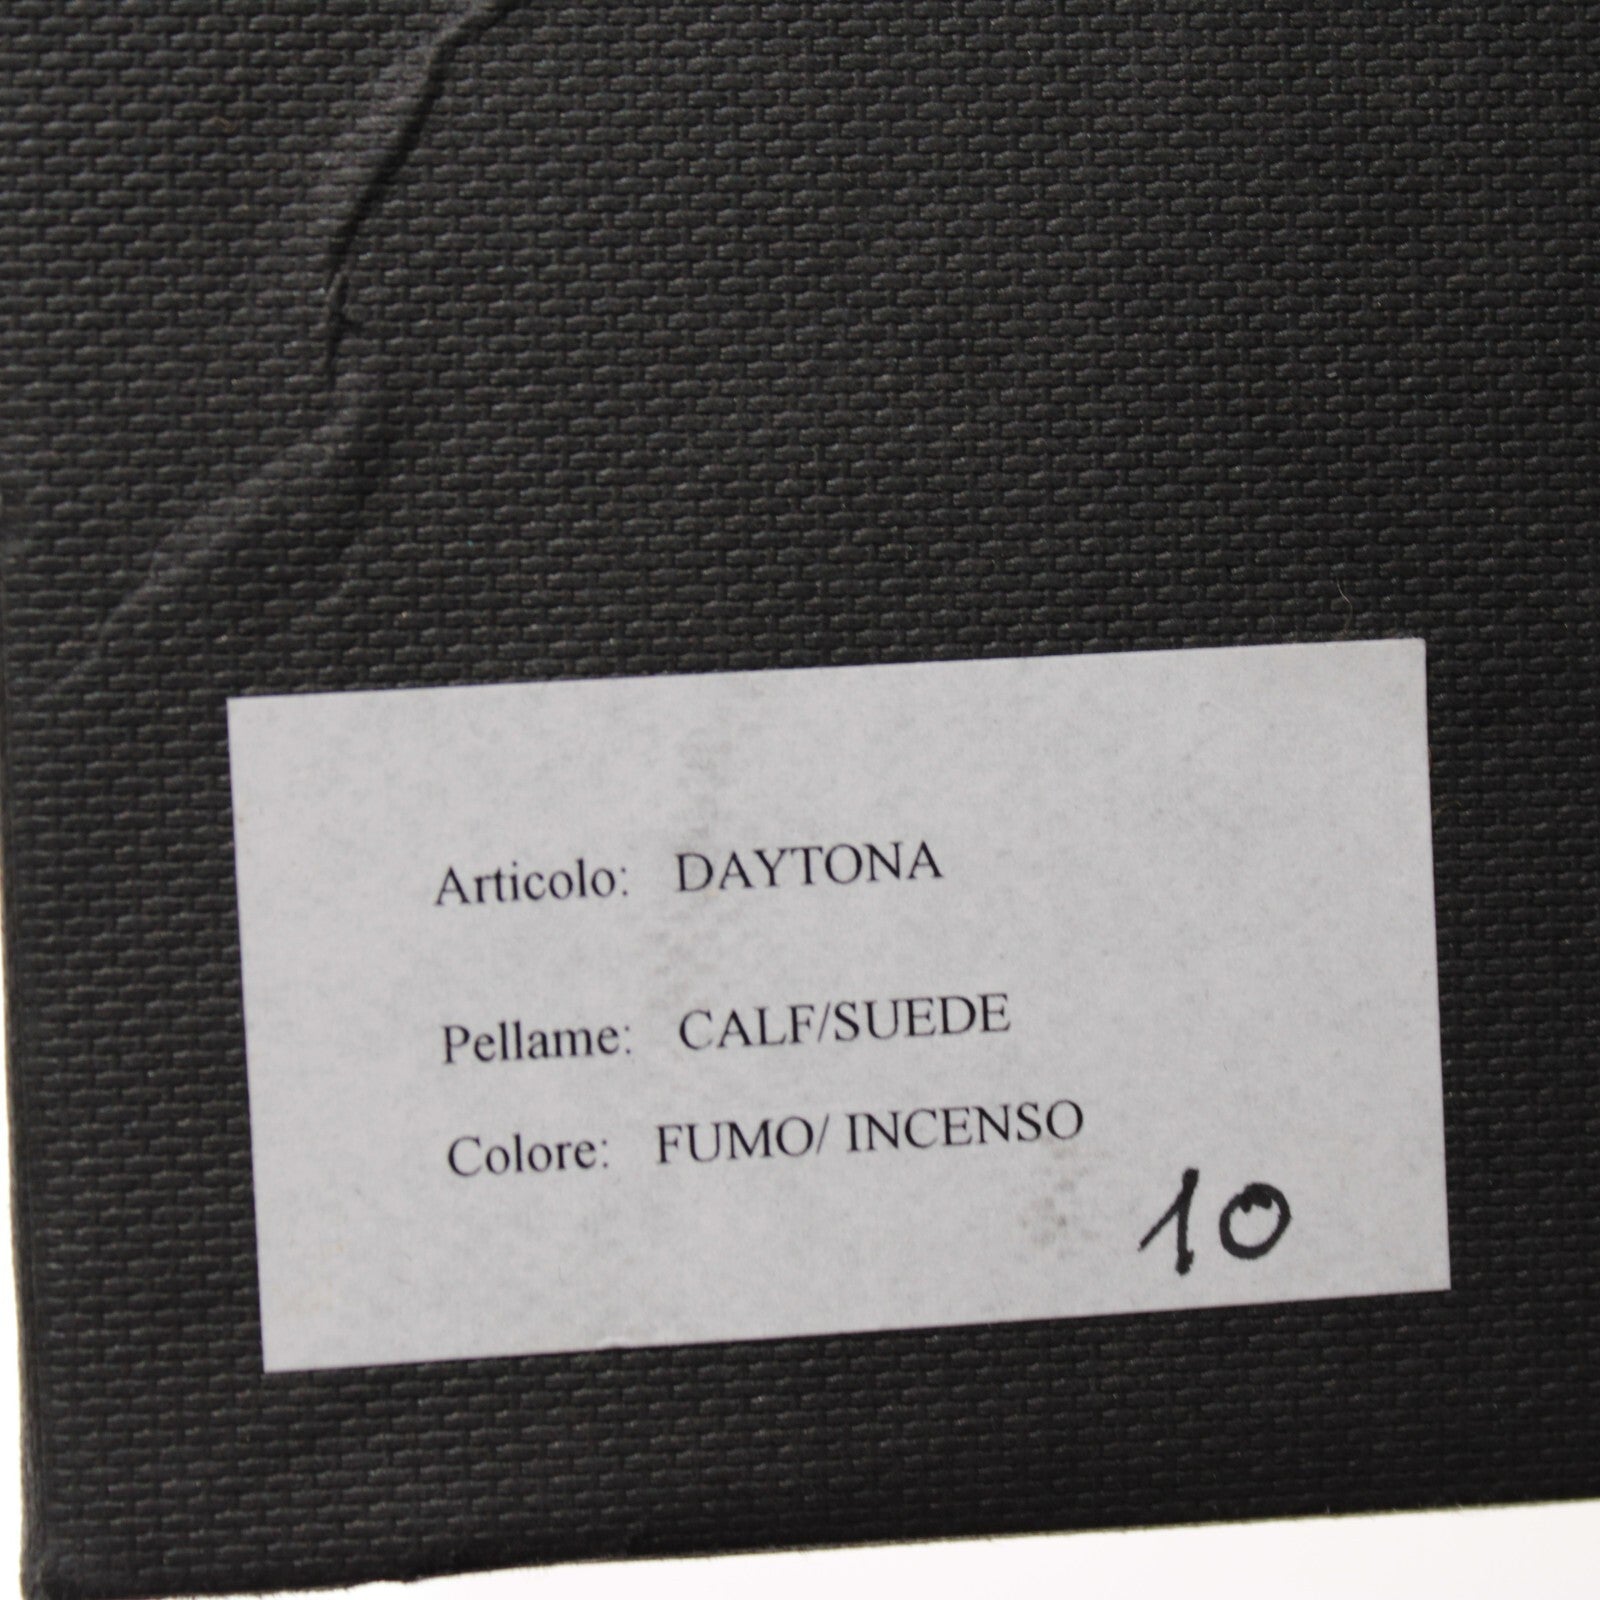 Articolo: DAYTONA
Pellame: CALF/SUEDE
Colore: FUMO/ INCENSO
10